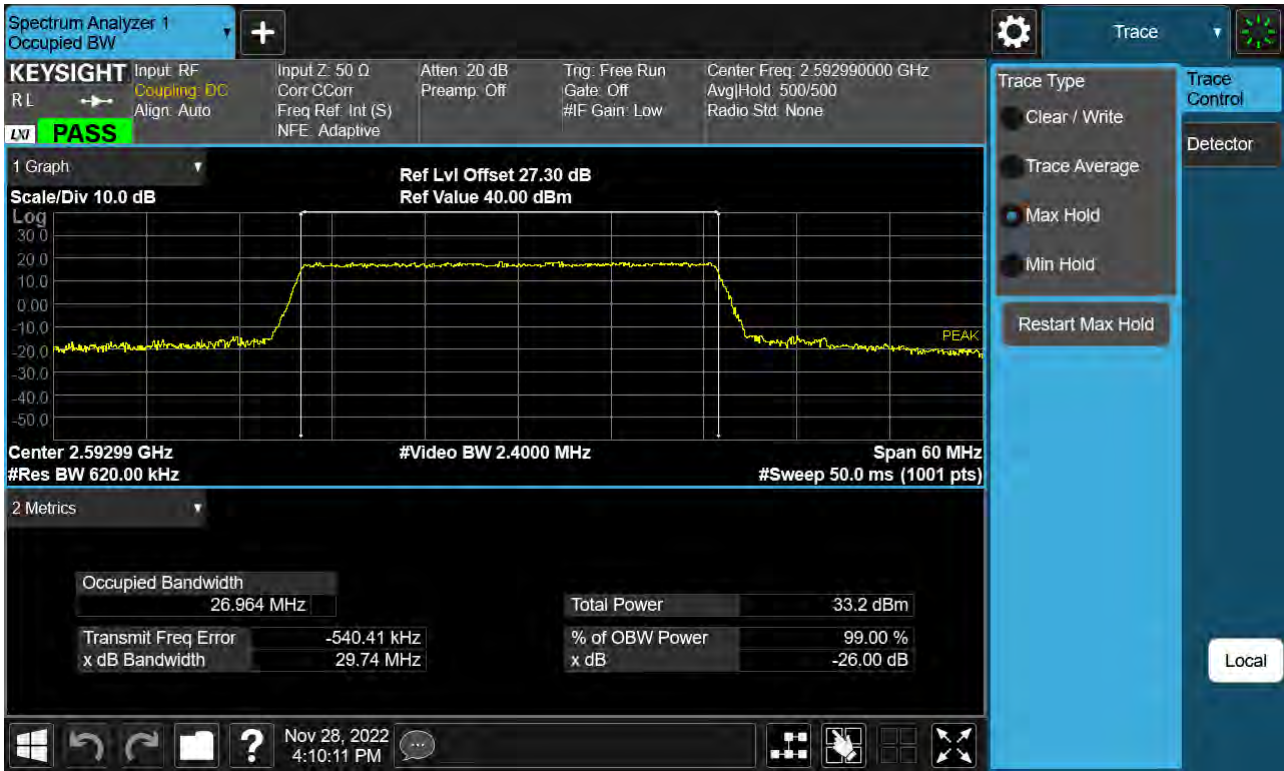 Spectrum Analyzer 1
Occupied BW
+
Trace
KEYSIGHT
R L
LXI
PASS
Input: RF
Coupling: DC
Align: Auto
Input Z: 50 Ω
Corr CCorr
Freq Ref: Int (S)
NFE: Adaptive
Atten: 20 dB
Preamp: Off
Trig: Free Run
Gate: Off
#IF Gain: Low
Center Freq: 2.592990000 GHz
Avg|Hold: 500/500
Radio Std: None
Trace Type
Clear / Write
Trace Average
Max Hold
Min Hold
Restart Max Hold
Trace
Control
Detector
Local
1 Graph
Scale/Div 10.0 dB
Ref Lvl Offset 27.30 dB
Ref Value 40.00 dBm
Log
30.0
20.0
10.0
0.00
-10.0
-20.0
-30.0
-40.0
-50.0
PEAK
Center 2.59299 GHz
#Video BW 2.4000 MHz
Span 60 MHz
#Res BW 620.00 kHz
#Sweep 50.0 ms (1001 pts)
2 Metrics
Occupied Bandwidth
26.964 MHz
Total Power 33.2 dBm
Transmit Freq Error -540.41 kHz
% of OBW Power 99.00 %
x dB Bandwidth 29.74 MHz
x dB -26.00 dB
?
Nov 28, 2022
4:10:11 PM